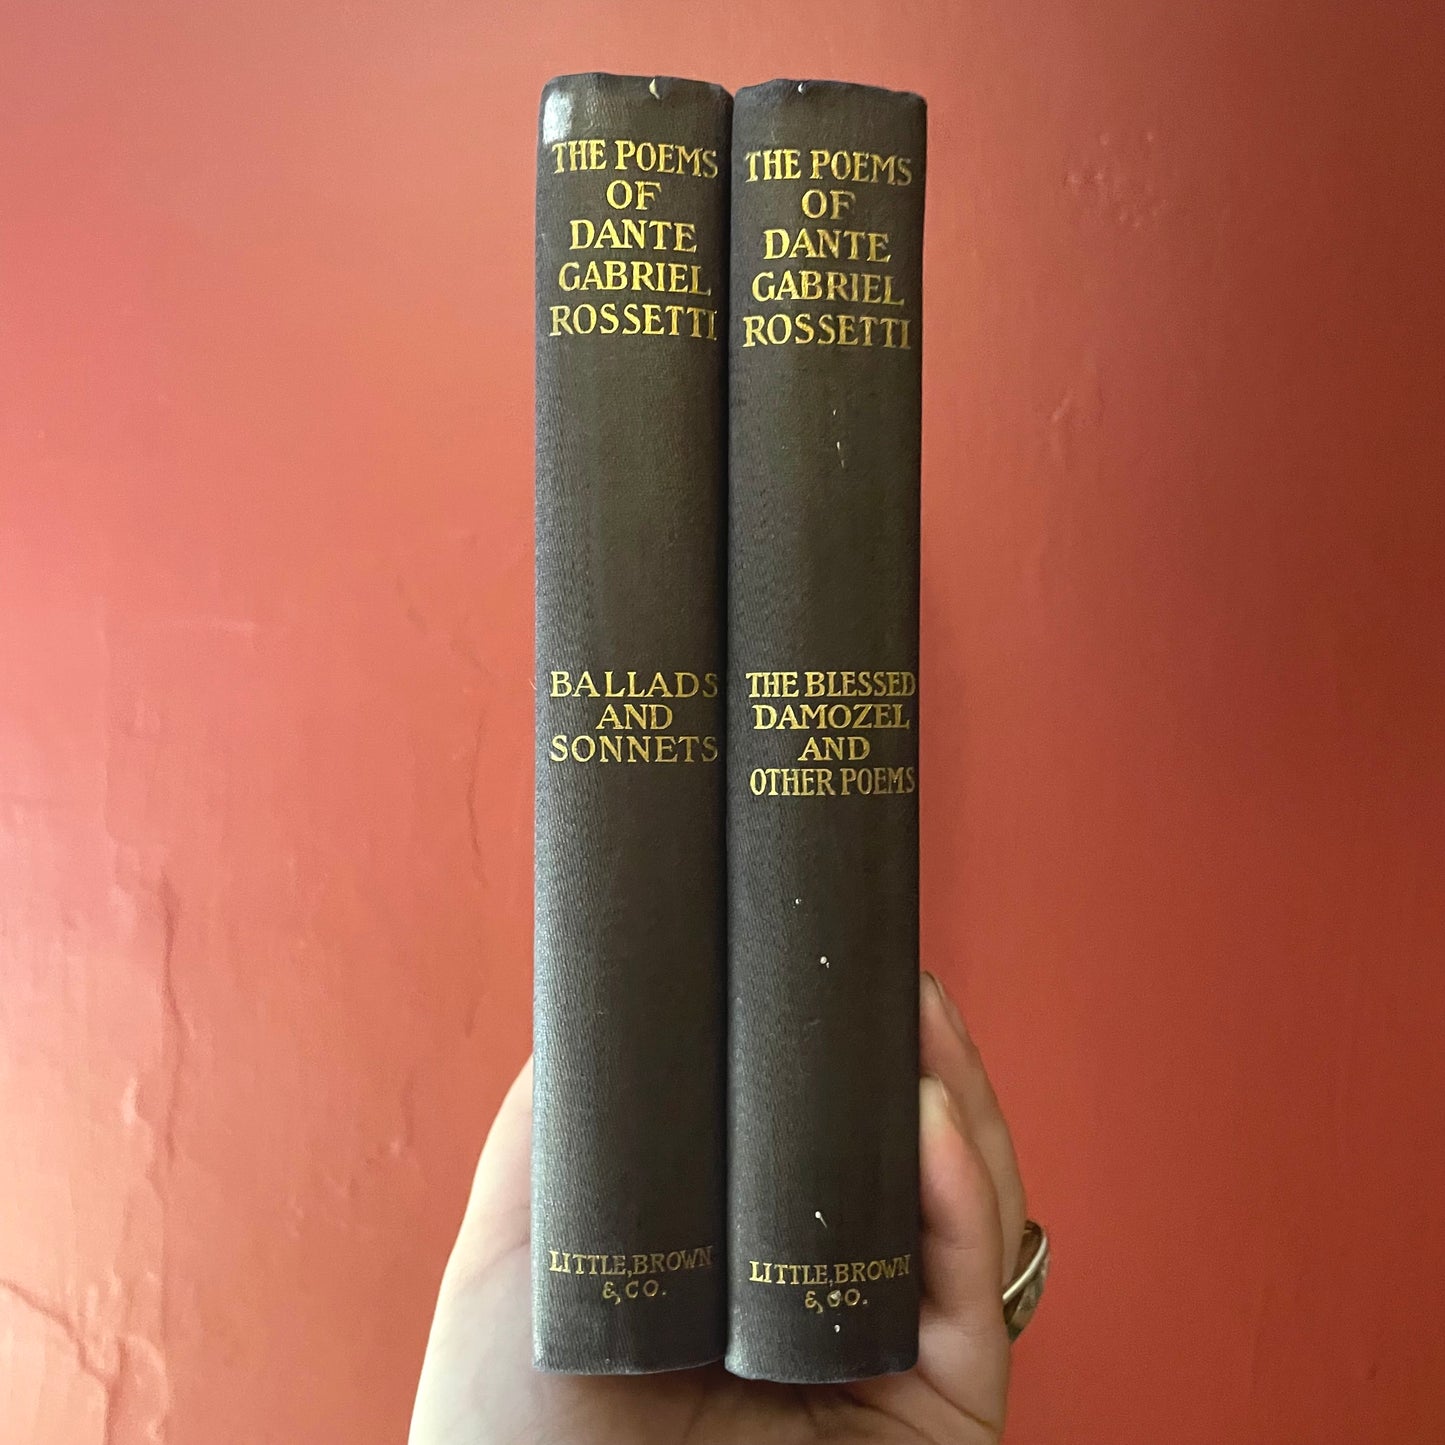 THE POEMS
OF
DANTE
GABRIEL
ROSSETTI
BALLADS
AND
SONNETS
LITTLE, BROWN
& CO.
THE POEMS
OF
DANTE
GABRIEL
ROSSETTI
THE BLESSED
DAMOZEL
AND
OTHER POEMS
LITTLE, BROWN
& CO.